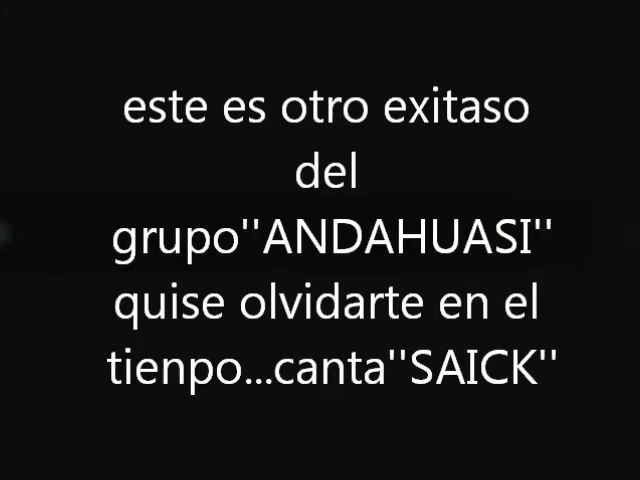 este es otro exitaso
del
grupo''ANDAHUASI''
quise olvidarte en el
tienpo...canta''SAICK''